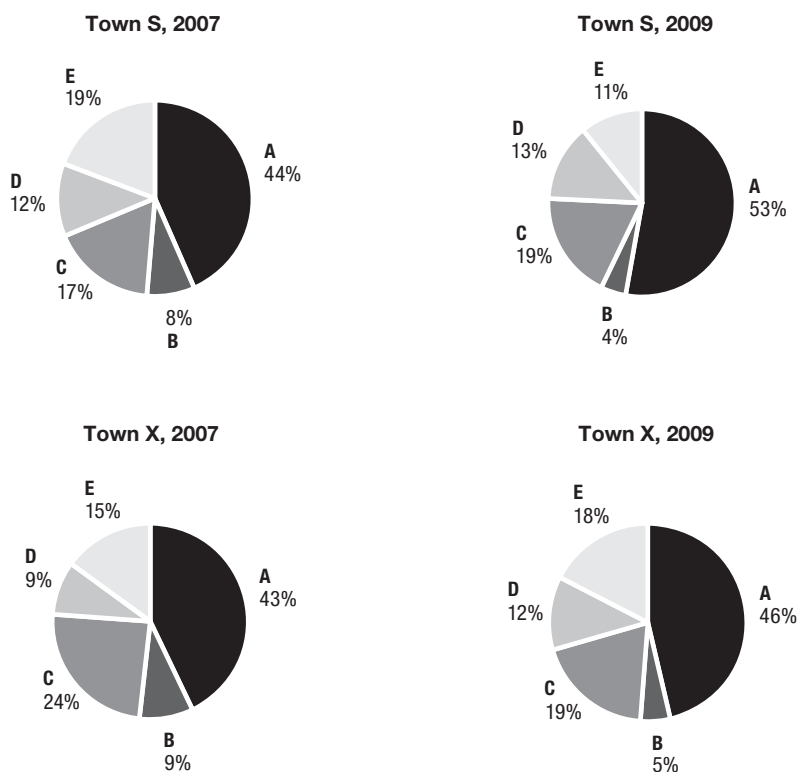 Town S, 2007
E
19%
A
44%
D
12%
C
17%
8%
B
Town S, 2009
E
11%
D
13%
A
53%
C
19%
B
4%
Town X, 2007
E
15%
D
9%
A
43%
C
24%
B
9%
Town X, 2009
E
18%
D
12%
A
46%
C
19%
B
5%